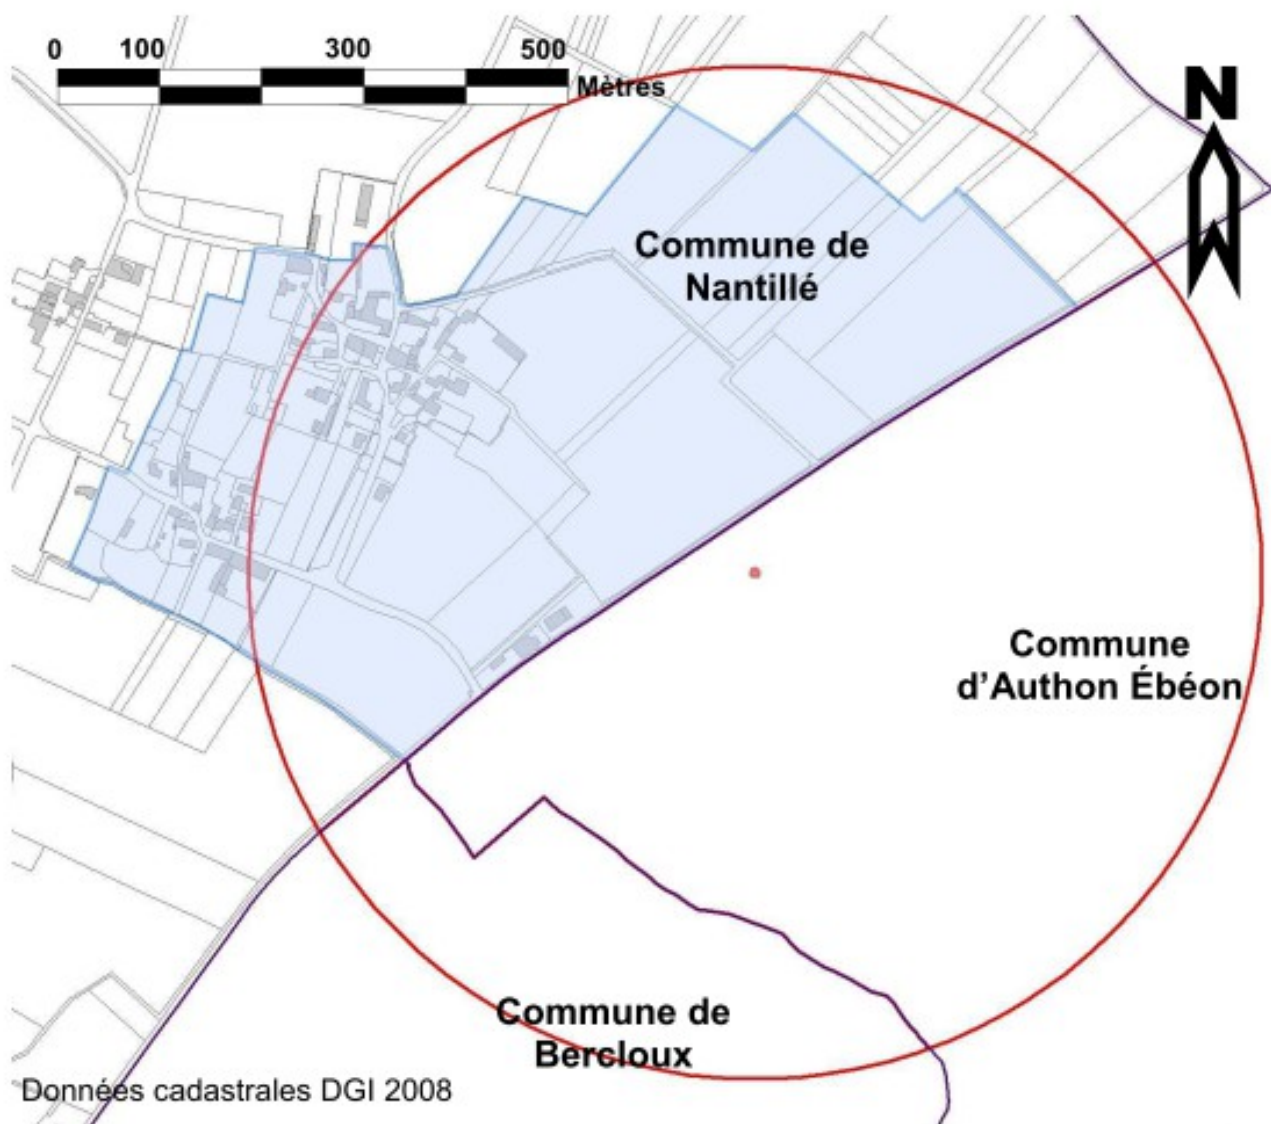 0 100 300 500
Mètres
N
Commune de
Nantillé
Commune
d’Authon Ébéon
Commune de
Bercloux
Données cadastrales DGI 2008